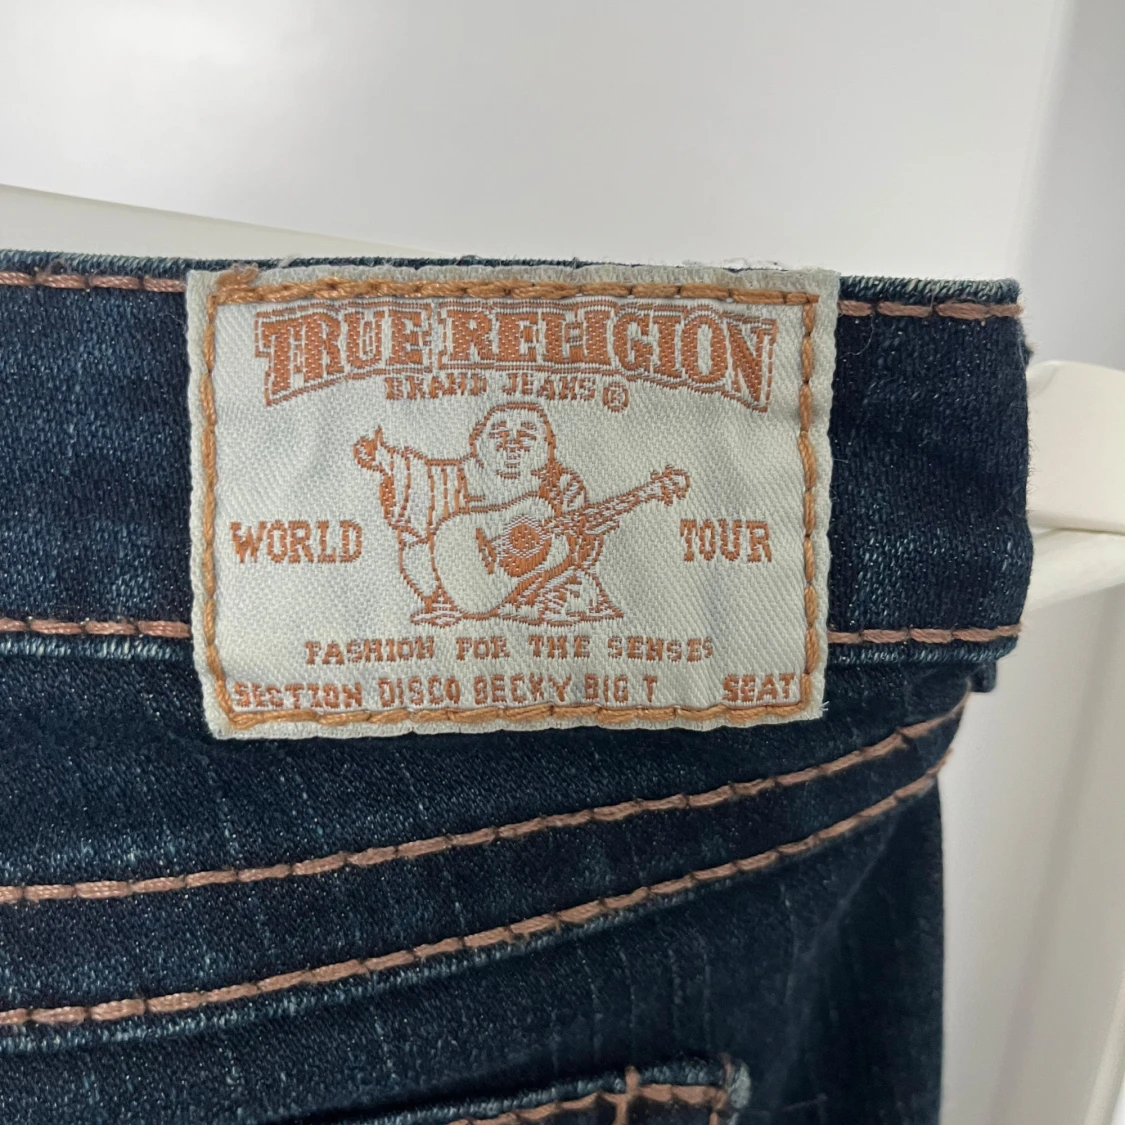 TRUE RELIGION
BRAND JEANS®
WORLD TOUR
FASHION FOR THE SENSES
SECTION DISCO BECKY BIG T SEAT